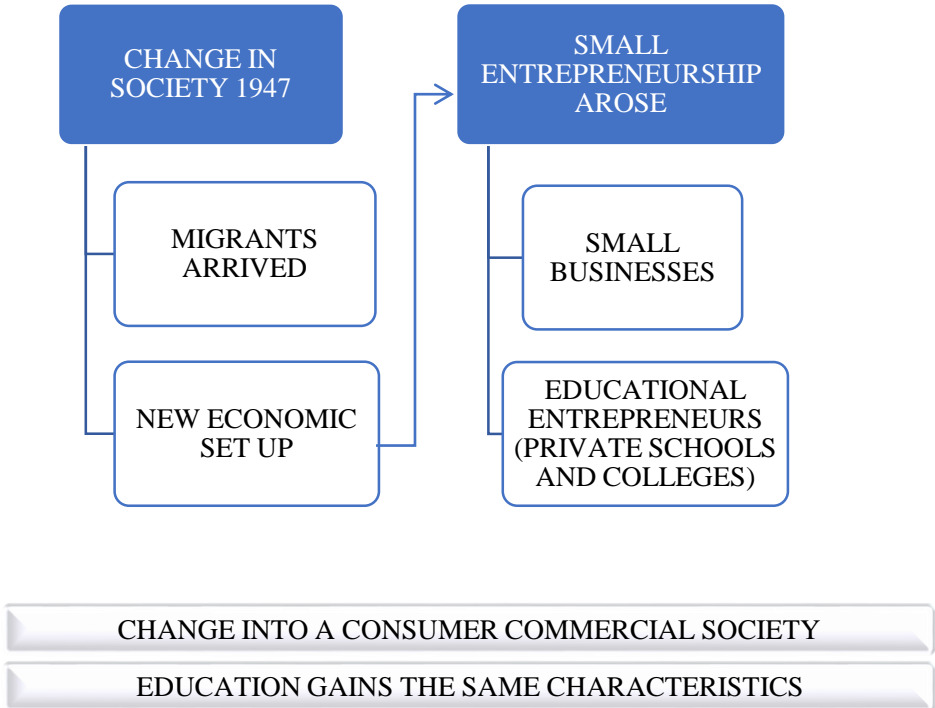 CHANGE IN
SOCIETY 1947
MIGRANTS
ARRIVED
NEW ECONOMIC
SET UP
SMALL
ENTREPRENEURSHIP
AROSE
SMALL
BUSINESSES
EDUCATIONAL
ENTREPRENEURS
(PRIVATE SCHOOLS
AND COLLEGES)
CHANGE INTO A CONSUMER COMMERCIAL SOCIETY
EDUCATION GAINS THE SAME CHARACTERISTICS